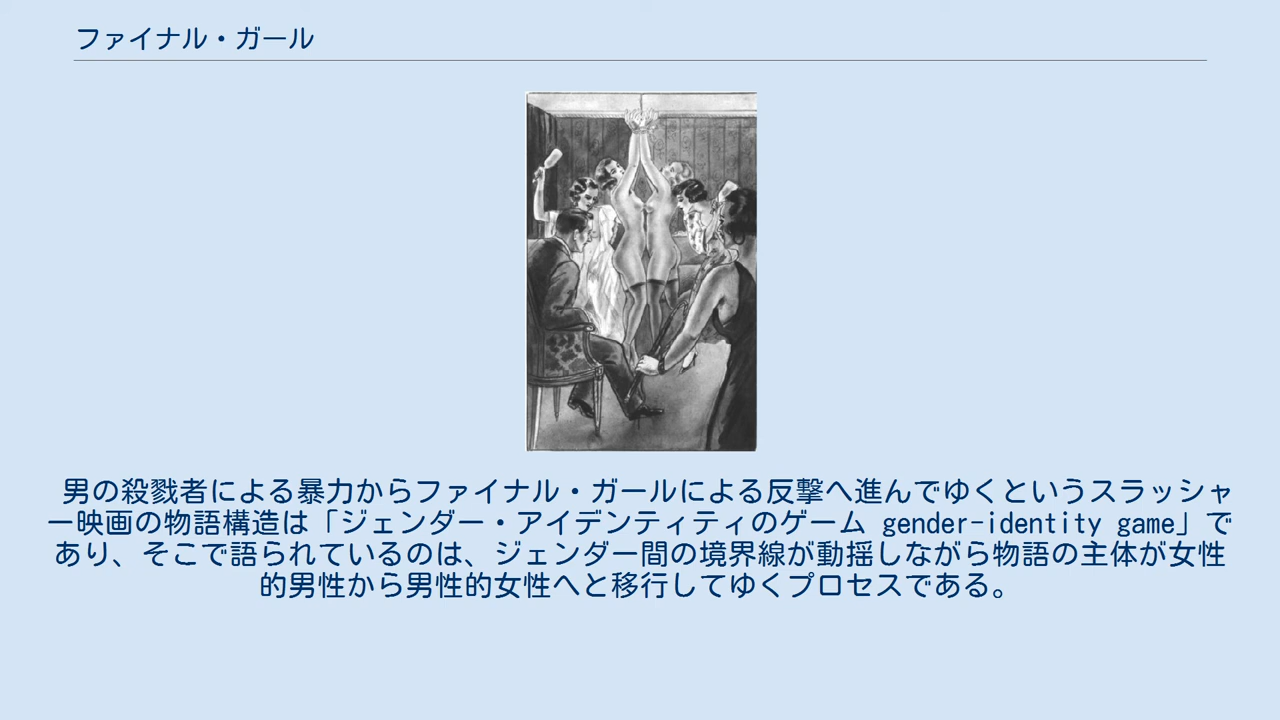 ファイナル・ガール
男の殺戮者による暴力からファイナル・ガールによる反撃へ進んでゆくというスラッシャ
ー映画の物語構造は「ジェンダー・アイデンティティのゲーム gender-identity game」で
あり、そこで語られているのは、ジェンダー間の境界線が動揺しながら物語の主体が女性
的男性から男性的女性へと移行してゆくプロセスである。